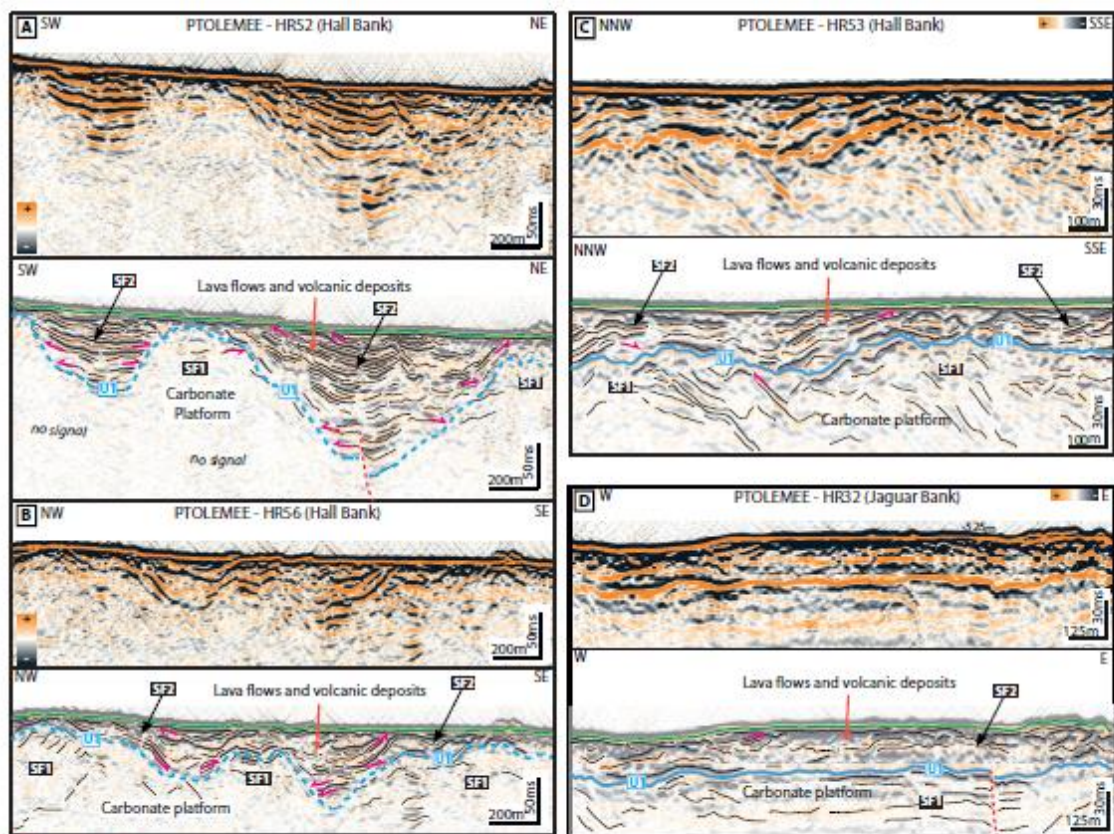 A SW PTOLEMEE - HR52 (Hall Bank) NE
+
-
200m 50ms
SW NE
SF2 Lava flows and volcanic deposits
SF2
SF1
U1 Carbonate Platform U1 SF1
no signal
no signal
200m 50ms
B NW PTOLEMEE - HR56 (Hall Bank) SE
+
-
200m 50ms
NW SE
SF2 Lava flows and volcanic deposits SF2
U1 U1
SF1 SF1 SF1
Carbonate platform
200m 50ms
C NNW PTOLEMEE - HR53 (Hall Bank) + - SSE
100m 30ms
NNW SSE
SF2 Lava flows and volcanic deposits SF2
U1 U1
SF1 SF1
Carbonate platform
100m 30ms
D W PTOLEMEE - HR32 (Jaguar Bank) + - E
125m 30ms
W E
Lava flows and volcanic deposits SF2
U1 U1
Carbonate platform SF1
125m 30ms